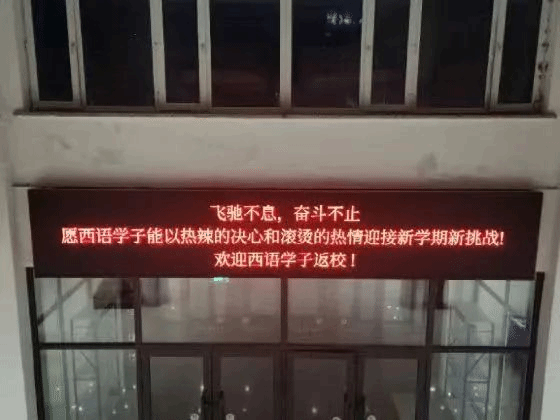 飞驰不息，奋斗不止
愿西语学子能以热辣的决心和滚烫的热情迎接新学期新挑战！
欢迎西语学子返校！